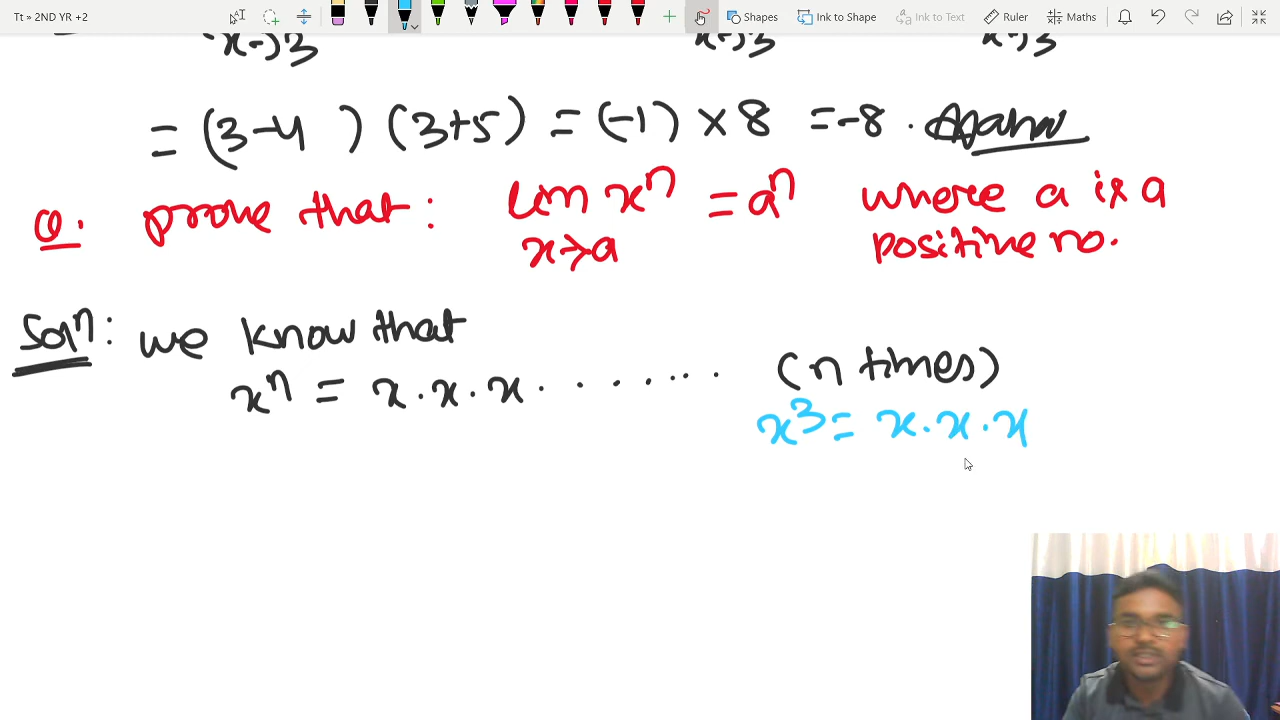 Tt » 2ND YR +2 Shapes Ink to Shape Ink to Text Ruler Maths
x→3 x→3 x→3
= (3-4 ) (3+5) = (-1) × 8 = -8 .
Q. prove that : lim xⁿ = aⁿ where a is a
x→a positive no.
Solⁿ : we know that
xⁿ = x . x . x . . . . . . . . (n times)
x³ = x . x . x